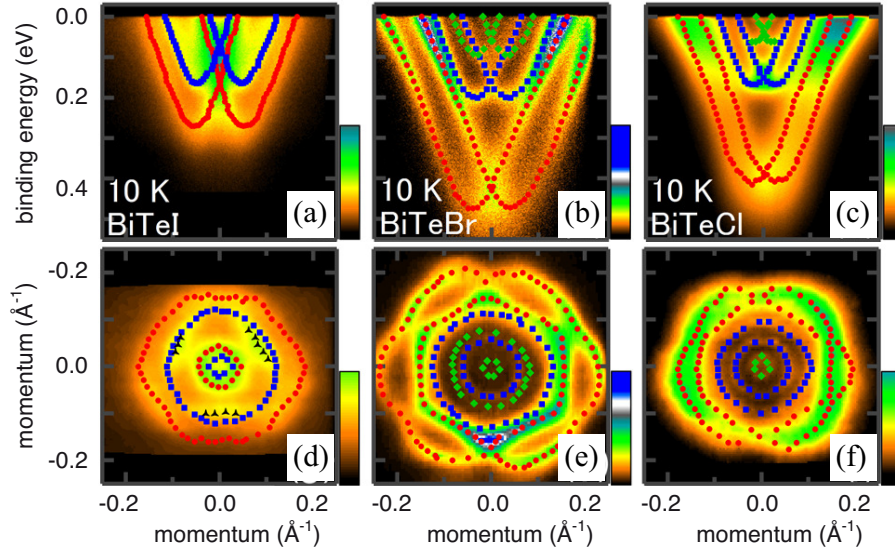 0.0
0.2
0.4
binding energy (eV)
10 K
BiTeI
(a)
10 K
BiTeBr
(b)
10 K
BiTeCl
(c)
-0.2
0.0
-0.2
momentum (Å-1)
(d)
(e)
(f)
-0.2 0.0 0.2
-0.2 0.0 0.2
-0.2 0.0 0.2
momentum (Å-1)
momentum (Å-1)
momentum (Å-1)